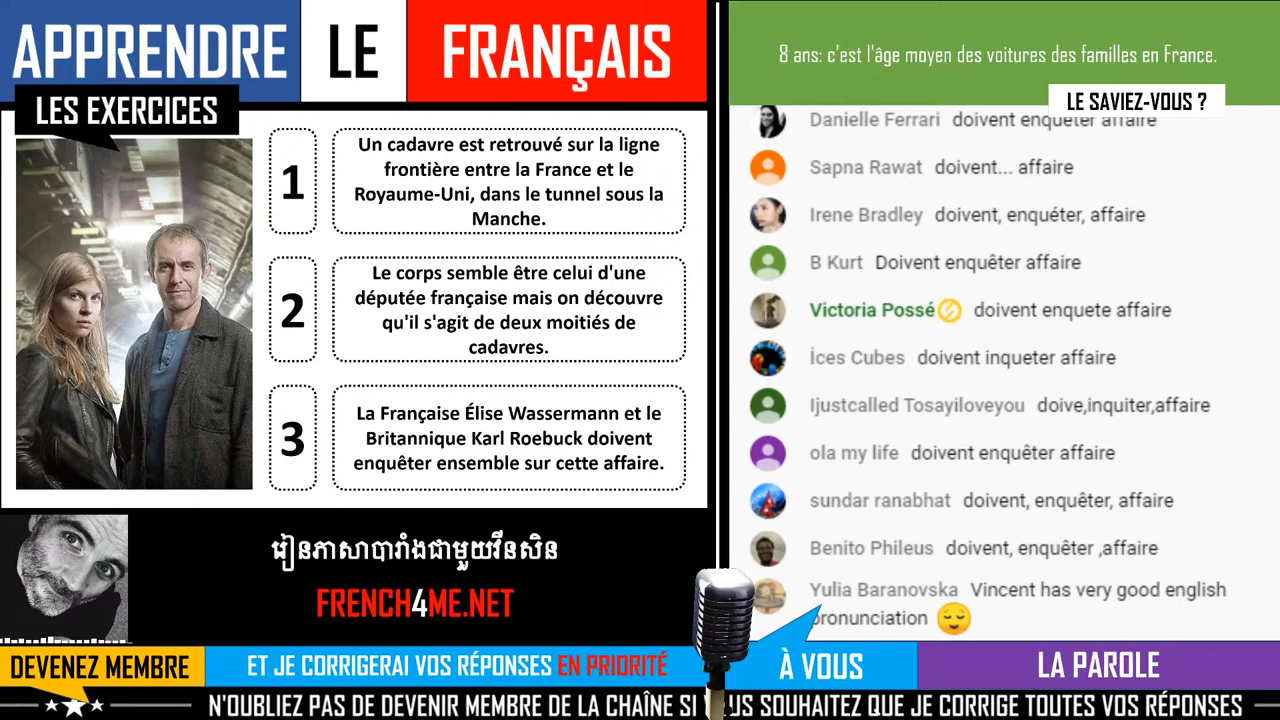 APPRENDRE LE FRANÇAIS
LES EXERCICES
1
Un cadavre est retrouvé sur la ligne
frontière entre la France et le
Royaume-Uni, dans le tunnel sous la
Manche.
2
Le corps semble être celui d'une
députée française mais on découvre
qu'il s'agit de deux moitiés de
cadavres.
3
La Française Élise Wassermann et le
Britannique Karl Roebuck doivent
enquêter ensemble sur cette affaire.
រៀនភាសាបារាំងជាមួយវីនសិន
FRENCH4ME.NET
8 ans: c'est l'âge moyen des voitures des familles en France.
LE SAVIEZ-VOUS ?
Danielle Ferrari doivent enquéter affaire
Sapna Rawat doivent... affaire
Irene Bradley doivent, enquéter, affaire
B Kurt Doivent enquêter affaire
Victoria Possé doivent enquete affaire
İces Cubes doivent inqueter affaire
Ijustcalled Tosayiloveyou doive,inquiter,affaire
ola my life doivent enquêter affaire
sundar ranabhat doivent, enquêter, affaire
Benito Phileus doivent, enquêter ,affaire
Yulia Baranovska Vincent has very good english
pronunciation
DEVENEZ MEMBRE
ET JE CORRIGERAI VOS RÉPONSES EN PRIORITÉ
À VOUS
LA PAROLE
N'OUBLIEZ PAS DE DEVENIR MEMBRE DE LA CHAÎNE SI VOUS SOUHAITEZ QUE JE CORRIGE TOUTES VOS RÉPONSES